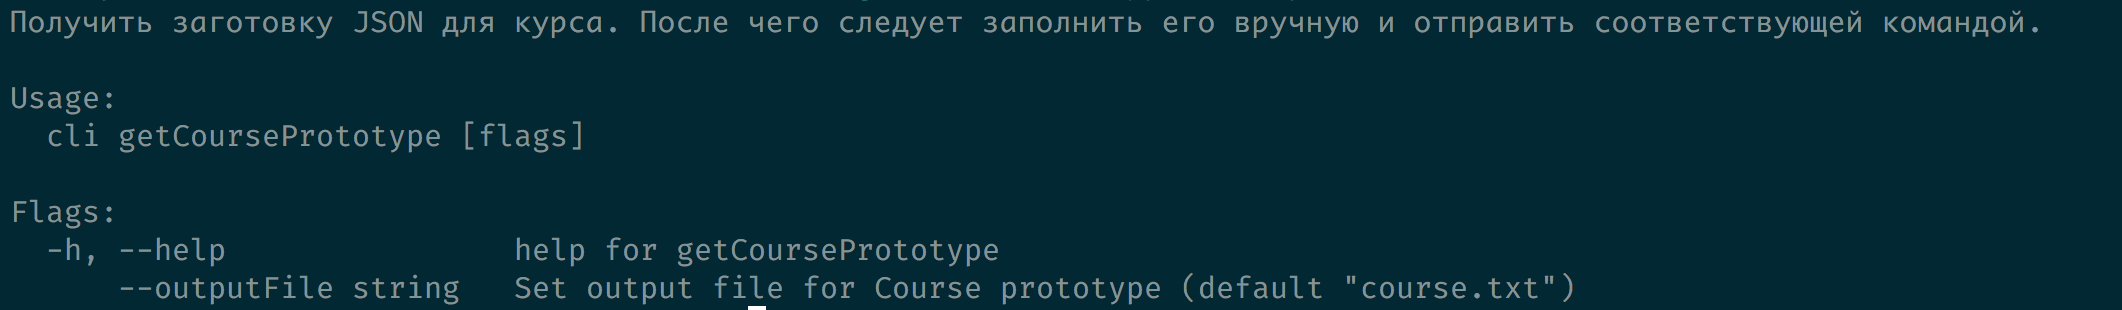 Получить заготовку JSON для курса. После чего следует заполнить его вручную и отправить соответствующей командой.
Usage:
  cli getCoursePrototype [flags]
Flags:
  -h, --help                help for getCoursePrototype
      --outputFile string   Set output file for Course prototype (default "course.txt")